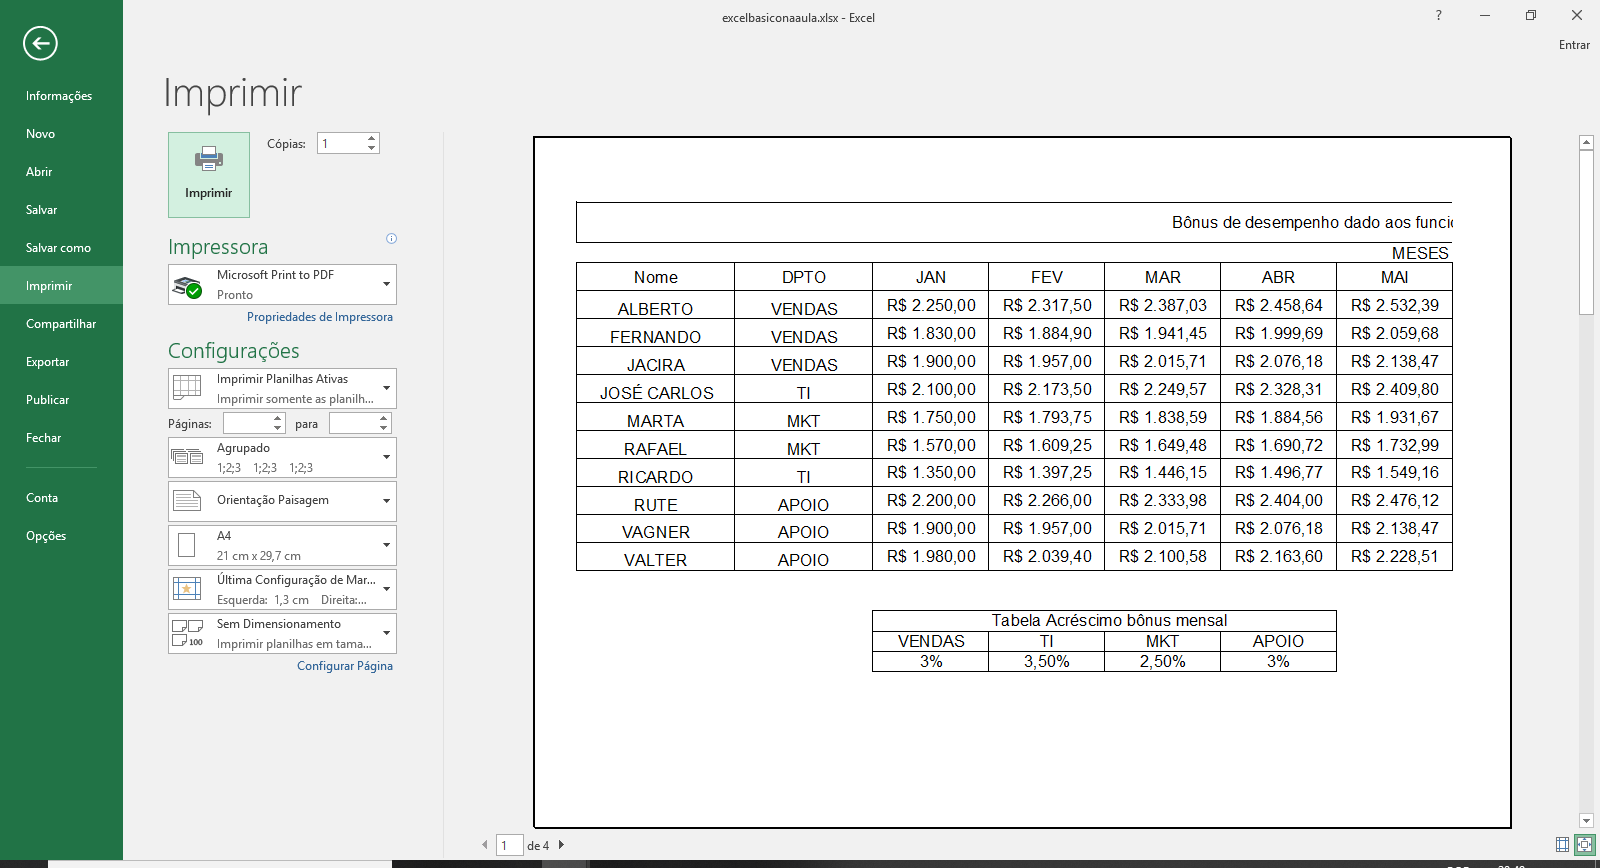 excelbasiconaaula.xlsx - Excel
?
Entrar
Informações
Novo
Abrir
Salvar
Salvar como
Imprimir
Compartilhar
Exportar
Publicar
Fechar
Conta
Opções
Imprimir
Imprimir
Cópias: 1
Impressora
Microsoft Print to PDF
Pronto
Propriedades de Impressora
Configurações
Imprimir Planilhas Ativas
Imprimir somente as planilh...
Páginas: para
Agrupado
1;2;3 1;2;3 1;2;3
Orientação Paisagem
A4
21 cm x 29,7 cm
Última Configuração de Mar...
Esquerda: 1,3 cm Direita:...
Sem Dimensionamento
100
Imprimir planilhas em tama...
Configurar Página
Bônus de desempenho dado aos funci
MESES
Nome DPTO JAN FEV MAR ABR MAI
ALBERTO VENDAS R$ 2.250,00 R$ 2.317,50 R$ 2.387,03 R$ 2.458,64 R$ 2.532,39
FERNANDO VENDAS R$ 1.830,00 R$ 1.884,90 R$ 1.941,45 R$ 1.999,69 R$ 2.059,68
JACIRA VENDAS R$ 1.900,00 R$ 1.957,00 R$ 2.015,71 R$ 2.076,18 R$ 2.138,47
JOSÉ CARLOS TI R$ 2.100,00 R$ 2.173,50 R$ 2.249,57 R$ 2.328,31 R$ 2.409,80
MARTA MKT R$ 1.750,00 R$ 1.793,75 R$ 1.838,59 R$ 1.884,56 R$ 1.931,67
RAFAEL MKT R$ 1.570,00 R$ 1.609,25 R$ 1.649,48 R$ 1.690,72 R$ 1.732,99
RICARDO TI R$ 1.350,00 R$ 1.397,25 R$ 1.446,15 R$ 1.496,77 R$ 1.549,16
RUTE APOIO R$ 2.200,00 R$ 2.266,00 R$ 2.333,98 R$ 2.404,00 R$ 2.476,12
VAGNER APOIO R$ 1.900,00 R$ 1.957,00 R$ 2.015,71 R$ 2.076,18 R$ 2.138,47
VALTER APOIO R$ 1.980,00 R$ 2.039,40 R$ 2.100,58 R$ 2.163,60 R$ 2.228,51
Tabela Acréscimo bônus mensal
VENDAS TI MKT APOIO
3% 3,50% 2,50% 3%
1 de 4